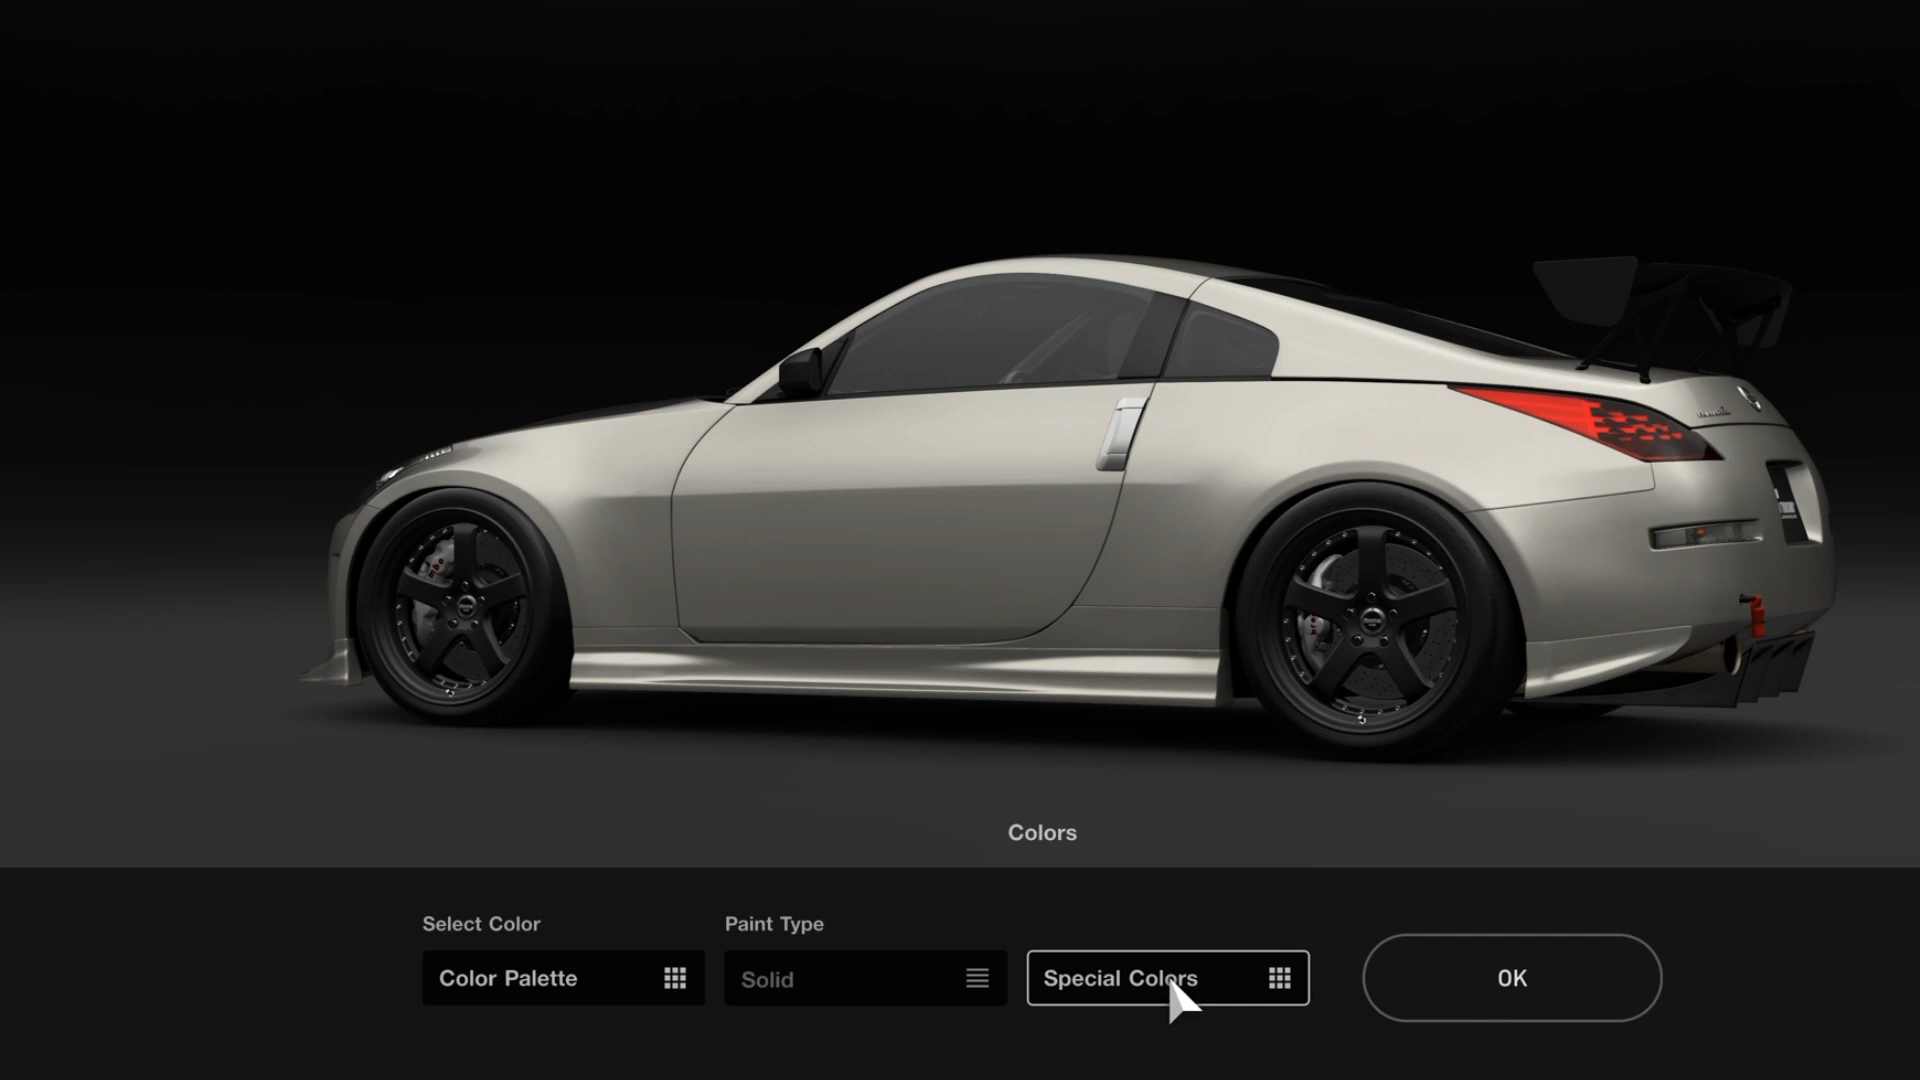 Colors
Select Color
Paint Type
Color Palette
Solid
Special Colors
OK